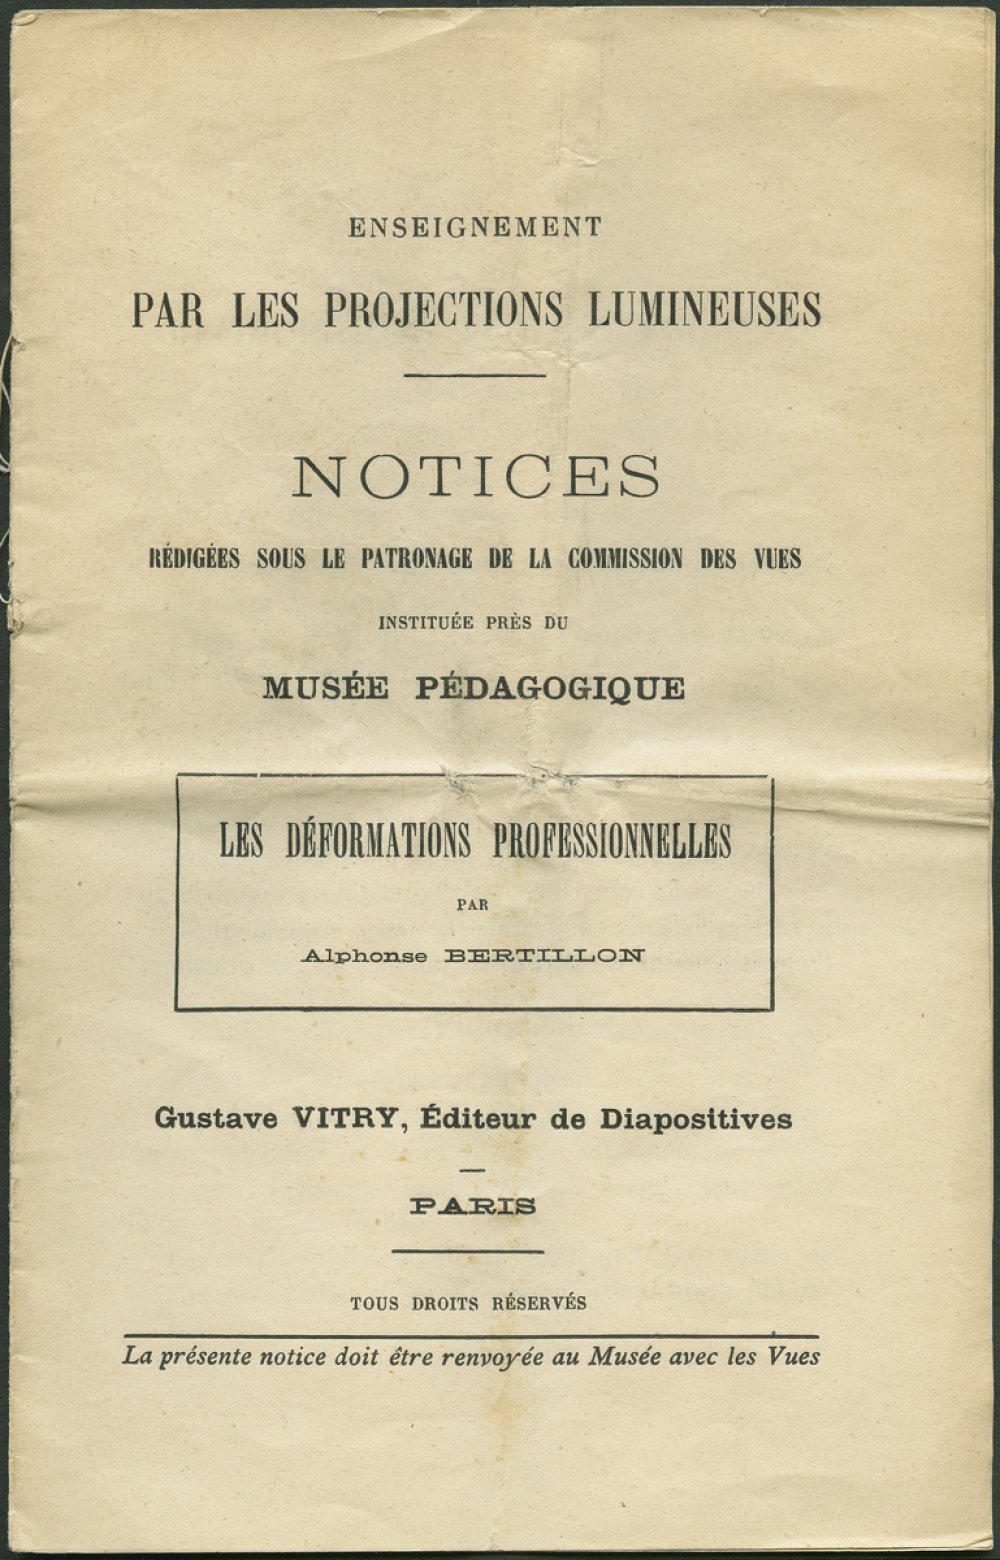 ENSEIGNEMENT
PAR LES PROJECTIONS LUMINEUSES
NOTICES
RÉDIGÉES SOUS LE PATRONAGE DE LA COMMISSION DES VUES
INSTITUÉE PRÈS DU
MUSÉE PÉDAGOGIQUE
LES DÉFORMATIONS PROFESSIONNELLES
PAR
Alphonse BERTILLON
Gustave VITRY, Éditeur de Diapositives
PARIS
TOUS DROITS RÉSERVÉS
La présente notice doit être renvoyée au Musée avec les Vues